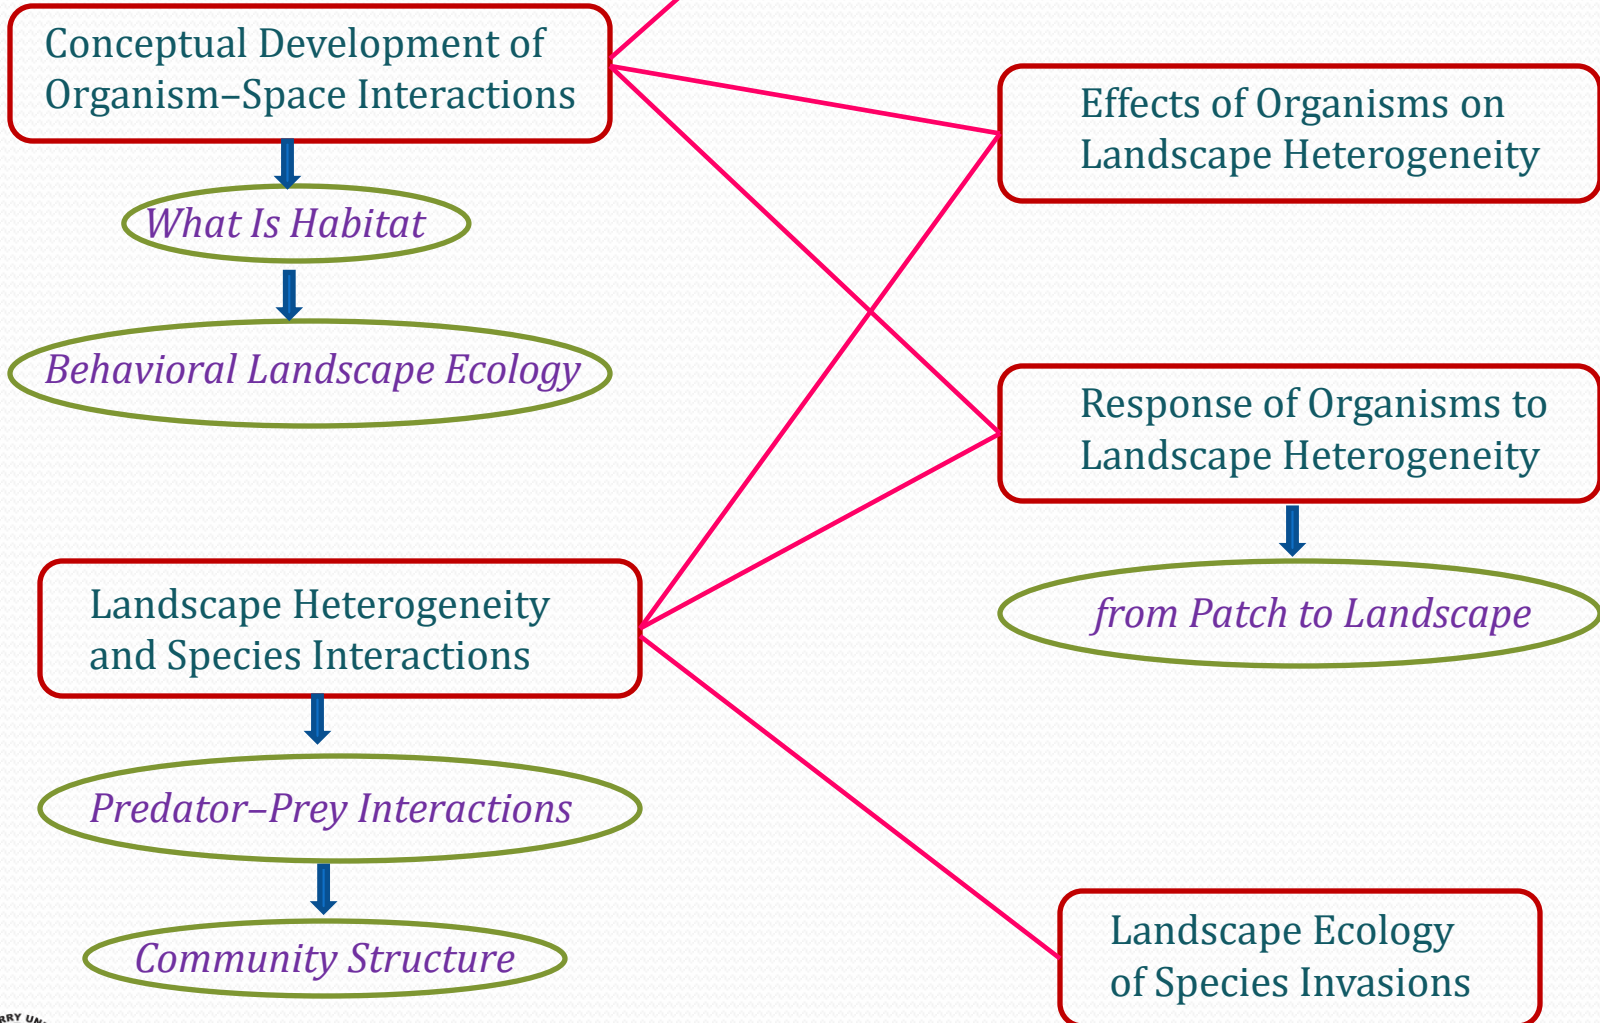 Conceptual Development of
Organism–Space Interactions
What Is Habitat
Behavioral Landscape Ecology
Landscape Heterogeneity
and Species Interactions
Predator–Prey Interactions
Community Structure
Effects of Organisms on
Landscape Heterogeneity
Response of Organisms to
Landscape Heterogeneity
from Patch to Landscape
Landscape Ecology
of Species Invasions